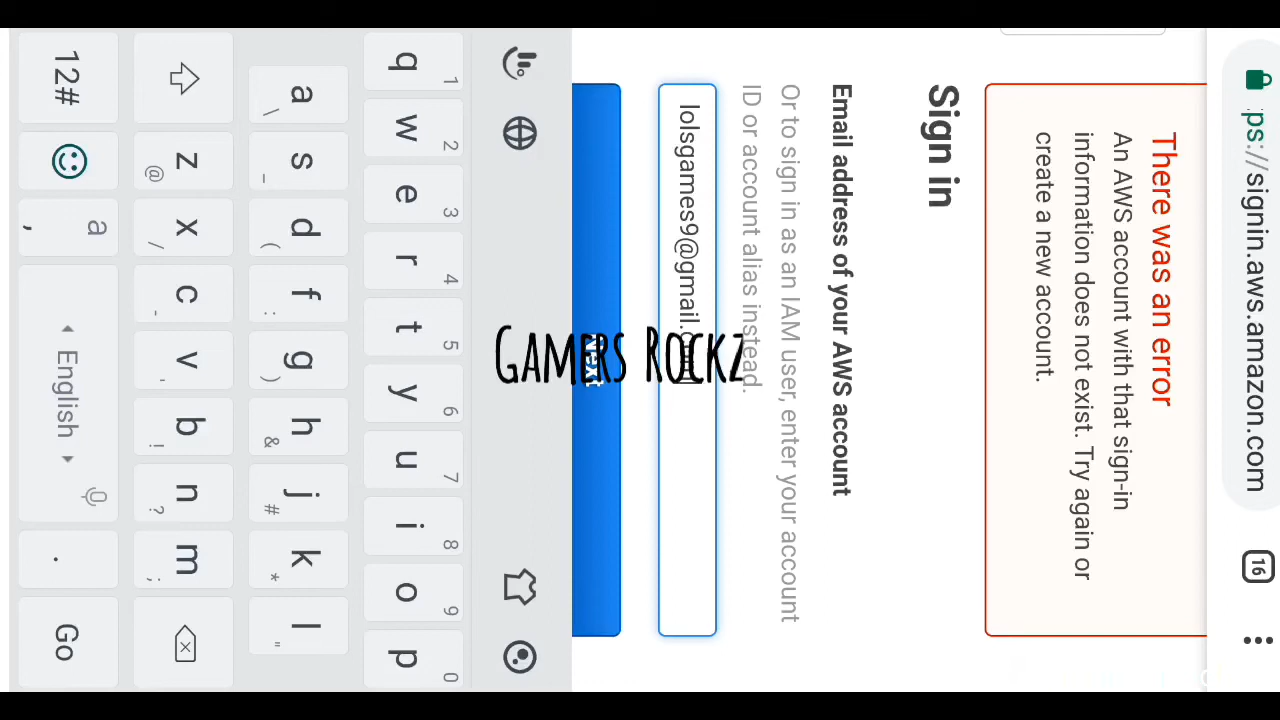 ps://signin.aws.amazon.com
16
There was an error
An AWS account with that sign-in
information does not exist. Try again or
create a new account.
Sign in
Email address of your AWS account
Or to sign in as an IAM user, enter your account
ID or account alias instead.
lolsgames9@gmail.com
Next
Gamers Rockz
q 1 w 2 e 3 r 4 t 5 y 6 u 7 i 8 o 9 p 0
a \ s _ d ( f : g ) h & j # k * l "
z @ x / c - v ' b ! n ? m ;
12# a , English . Go